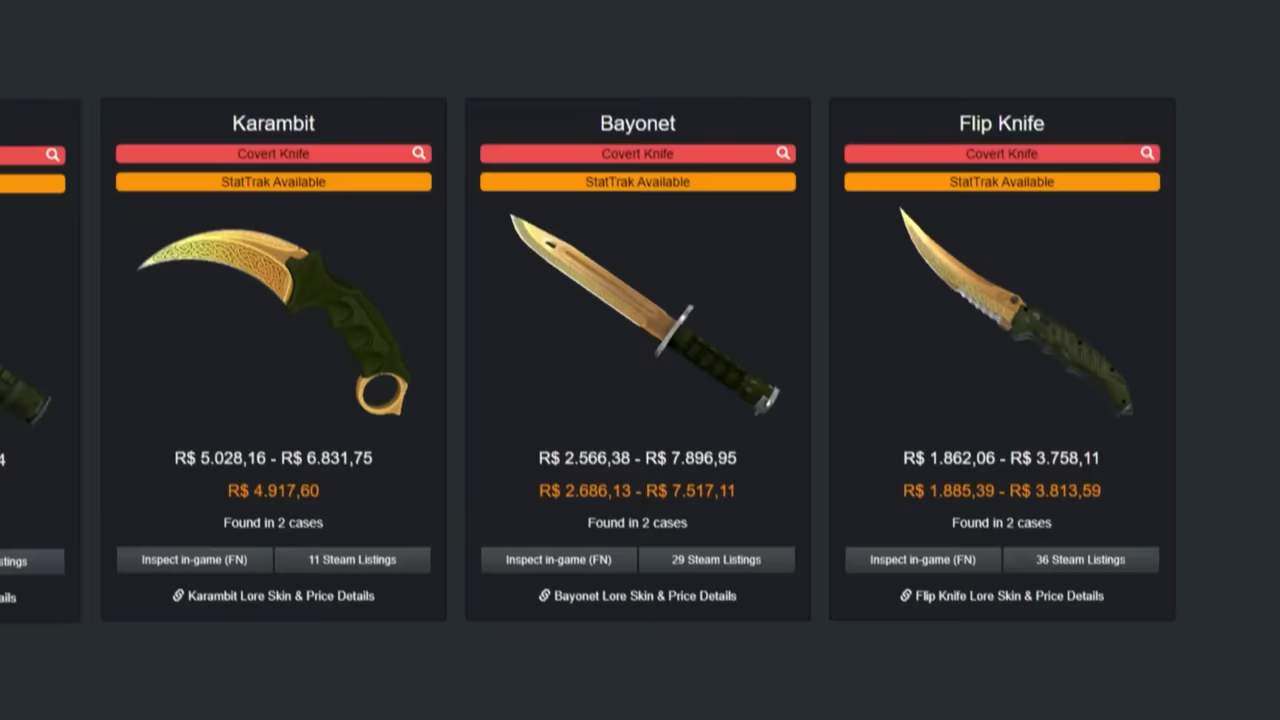 4
stings
ails
Karambit
Covert Knife
StatTrak Available
R$ 5.028,16 - R$ 6.831,75
R$ 4.917,60
Found in 2 cases
Inspect in-game (FN)
11 Steam Listings
Karambit Lore Skin & Price Details
Bayonet
Covert Knife
StatTrak Available
R$ 2.566,38 - R$ 7.896,95
R$ 2.686,13 - R$ 7.517,11
Found in 2 cases
Inspect in-game (FN)
29 Steam Listings
Bayonet Lore Skin & Price Details
Flip Knife
Covert Knife
StatTrak Available
R$ 1.862,06 - R$ 3.758,11
R$ 1.885,39 - R$ 3.813,59
Found in 2 cases
Inspect in-game (FN)
36 Steam Listings
Flip Knife Lore Skin & Price Details